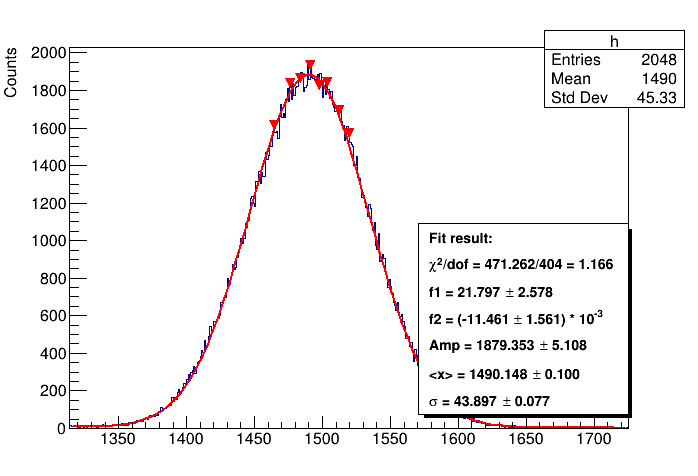 h
Entries 2048
Mean 1490
Std Dev 45.33
Counts
2000
1800
1600
1400
1200
1000
800
600
400
200
0
Fit result:
χ²/dof = 471.262/404 = 1.166
f1 = 21.797 ± 2.578
f2 = (-11.461 ± 1.561) * 10⁻³
Amp = 1879.353 ± 5.108
<x> = 1490.148 ± 0.100
σ = 43.897 ± 0.077
1350 1400 1450 1500 1550 1600 1650 1700